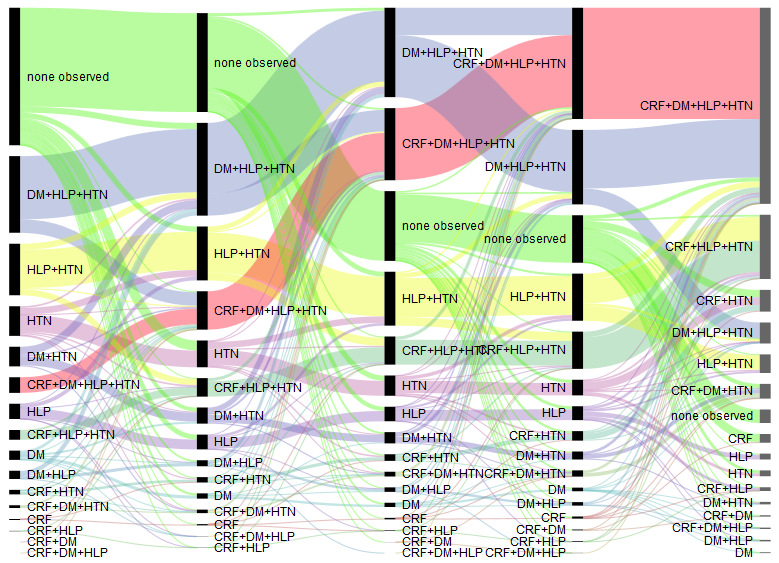 none observed
DM+HLP+HTN
HLP+HTN
HTN
DM+HTN
CRF+DM+HLP+HTN
HLP
CRF+HLP+HTN
DM
DM+HLP
CRF+HTN
CRF+DM+HTN
CRF
CRF+HLP
CRF+DM
CRF+DM+HLP
none observed
DM+HLP+HTN
HLP+HTN
CRF+DM+HLP+HTN
HTN
CRF+HLP+HTN
DM+HTN
HLP
DM+HLP
CRF+HTN
DM
CRF+DM+HTN
CRF
CRF+DM+HLP
CRF+HLP
DM+HLP+HTN
CRF+DM+HLP+HTN
none observed
HLP+HTN
CRF+HLP+HTN
HTN
HLP
DM+HTN
CRF+HTN
CRF+DM+HTN
DM+HLP
DM
CRF
CRF+HLP
CRF+DM
CRF+DM+HLP
CRF+DM+HLP+HTN
DM+HLP+HTN
none observed
HLP+HTN
CRF+HLP+HTN
HTN
HLP
CRF+HTN
DM+HTN
CRF+DM+HTN
DM
DM+HLP
CRF
CRF+DM
CRF+HLP
CRF+DM+HLP
CRF+DM+HLP+HTN
CRF+HLP+HTN
CRF+HTN
DM+HLP+HTN
HLP+HTN
CRF+DM+HTN
none observed
CRF
HLP
HTN
CRF+HLP
DM+HTN
CRF+DM
CRF+DM+HLP
DM+HLP
DM